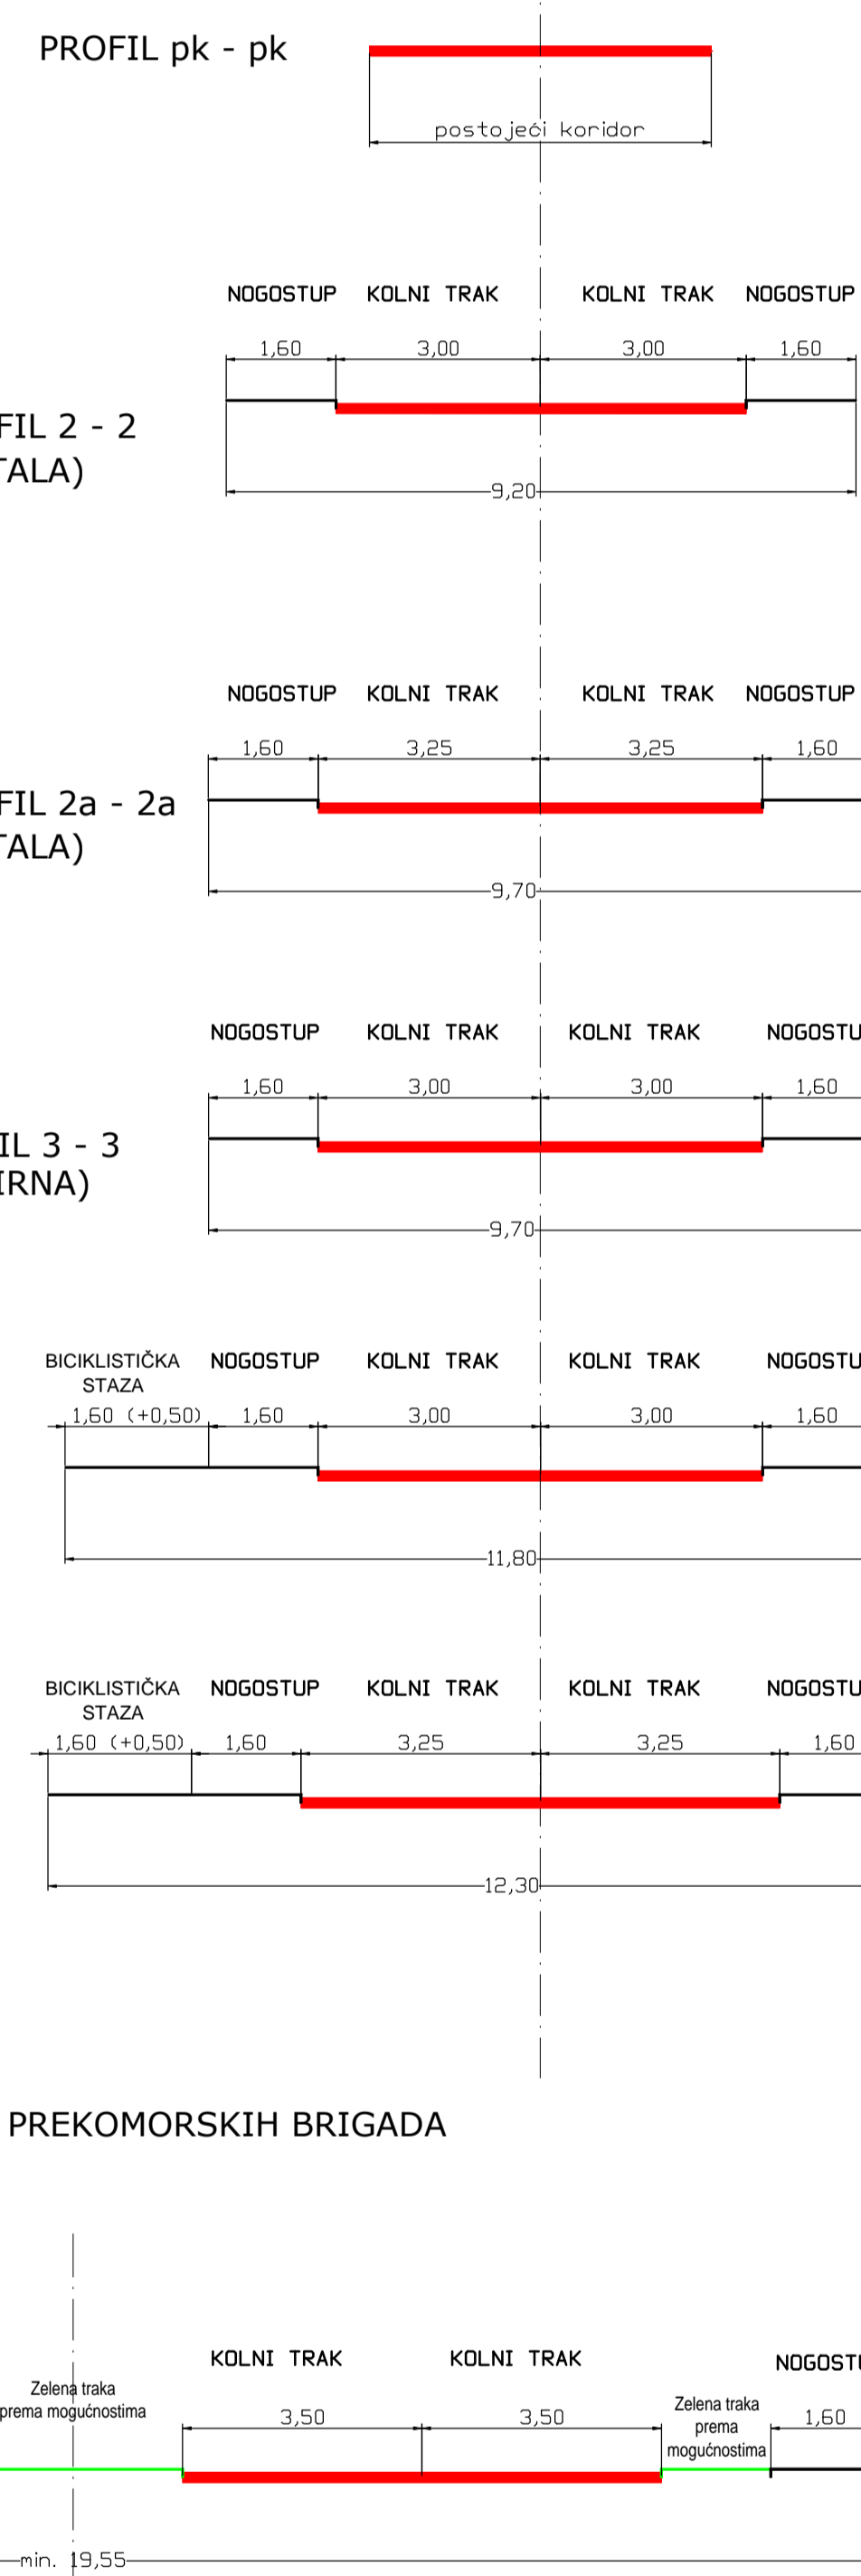 PROFIL pk - pk
postojeći koridor
NOGOSTUP KOLNI TRAK KOLNI TRAK NOGOSTUP
1,60 3,00 3,00 1,60
FIL 2 - 2
TALA)
9,20
NOGOSTUP KOLNI TRAK KOLNI TRAK NOGOSTUP
1,60 3,25 3,25 1,60
FIL 2a - 2a
TALA)
9,70
NOGOSTUP KOLNI TRAK KOLNI TRAK NOGOSTU
1,60 3,00 3,00 1,60
IL 3 - 3
IRNA)
9,70
BICIKLISTIČKA NOGOSTUP KOLNI TRAK KOLNI TRAK NOGOSTU
STAZA
1,60 (+0,50) 1,60 3,00 3,00 1,60
11,80
BICIKLISTIČKA NOGOSTUP KOLNI TRAK KOLNI TRAK NOGOSTU
STAZA
1,60 (+0,50) 1,60 3,25 3,25 1,60
12,30
PREKOMORSKIH BRIGADA
KOLNI TRAK KOLNI TRAK NOGOSTU
Zelena traka
prema mogućnostima
3,50 3,50
Zelena traka
prema
mogućnostima
1,60
min. 19,55